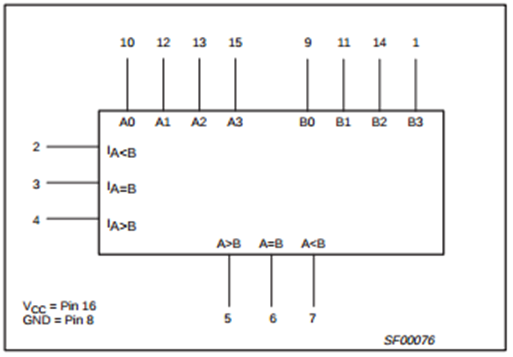 10 12 13 15 9 11 14 1
A0 A1 A2 A3 B0 B1 B2 B3
2 IA<B
3 IA=B
4 IA>B
A>B A=B A<B
5 6 7
VCC = Pin 16
GND = Pin 8
SF00076